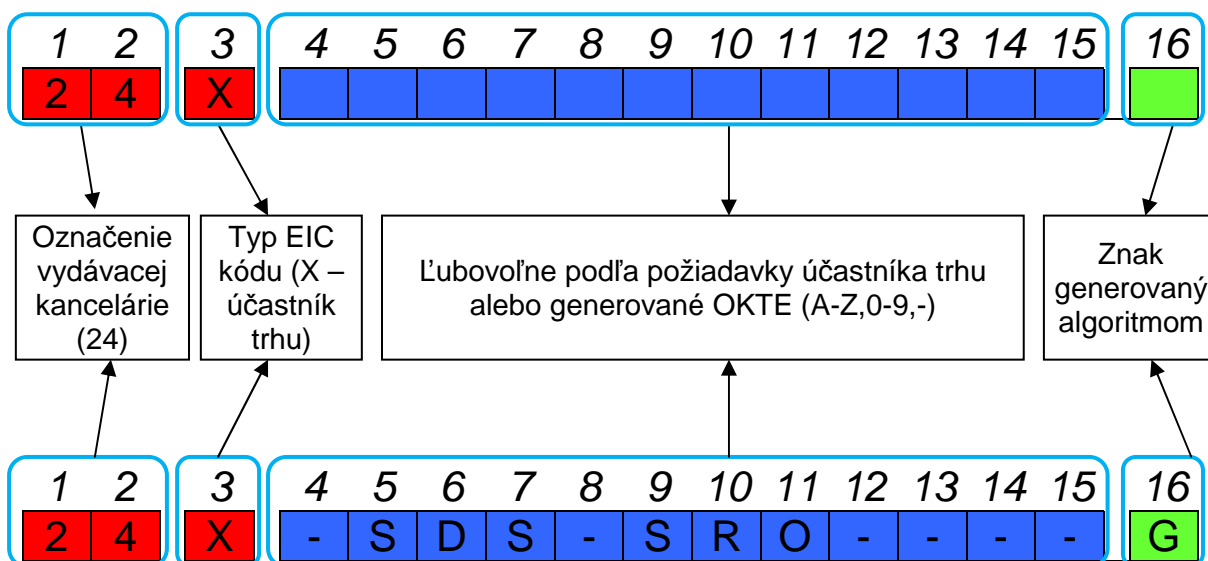 1 2 3 4 5 6 7 8 9 10 11 12 13 14 15 16
2 4 X
Označenie
vydávacej
kancelárie
(24)
Typ EIC
kódu (X –
účastník
trhu)
Ľubovoľne podľa požiadavky účastníka trhu
alebo generované OKTE (A-Z,0-9,-)
Znak
generovaný
algoritmom
1 2 3 4 5 6 7 8 9 10 11 12 13 14 15 16
2 4 X - S D S - S R O - - - - G